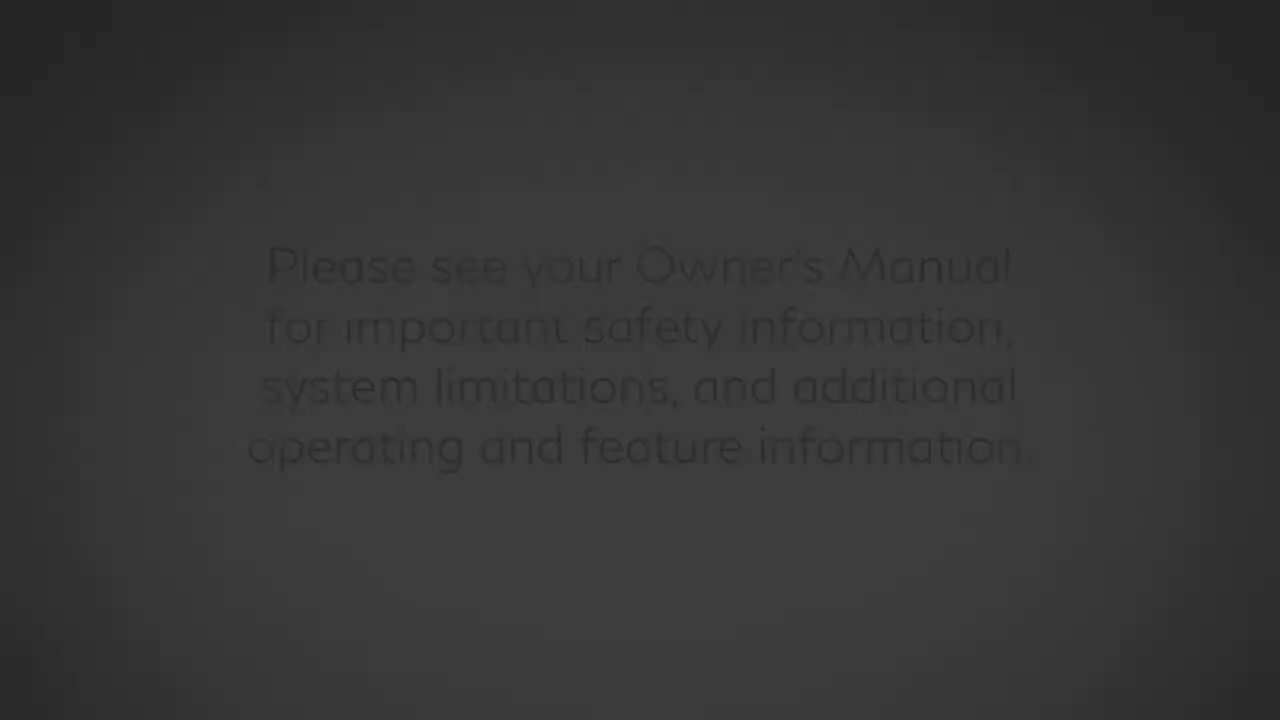 Please see your Owner's Manual
for important safety information,
system limitations, and additional
operating and feature information.